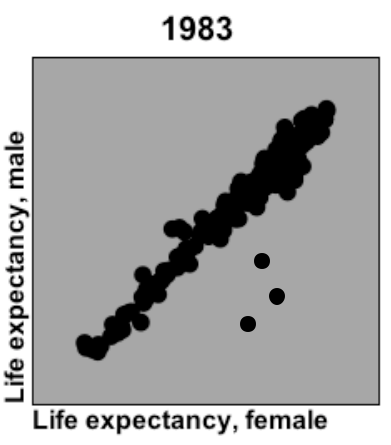 1983
Life expectancy, male
Life expectancy, female